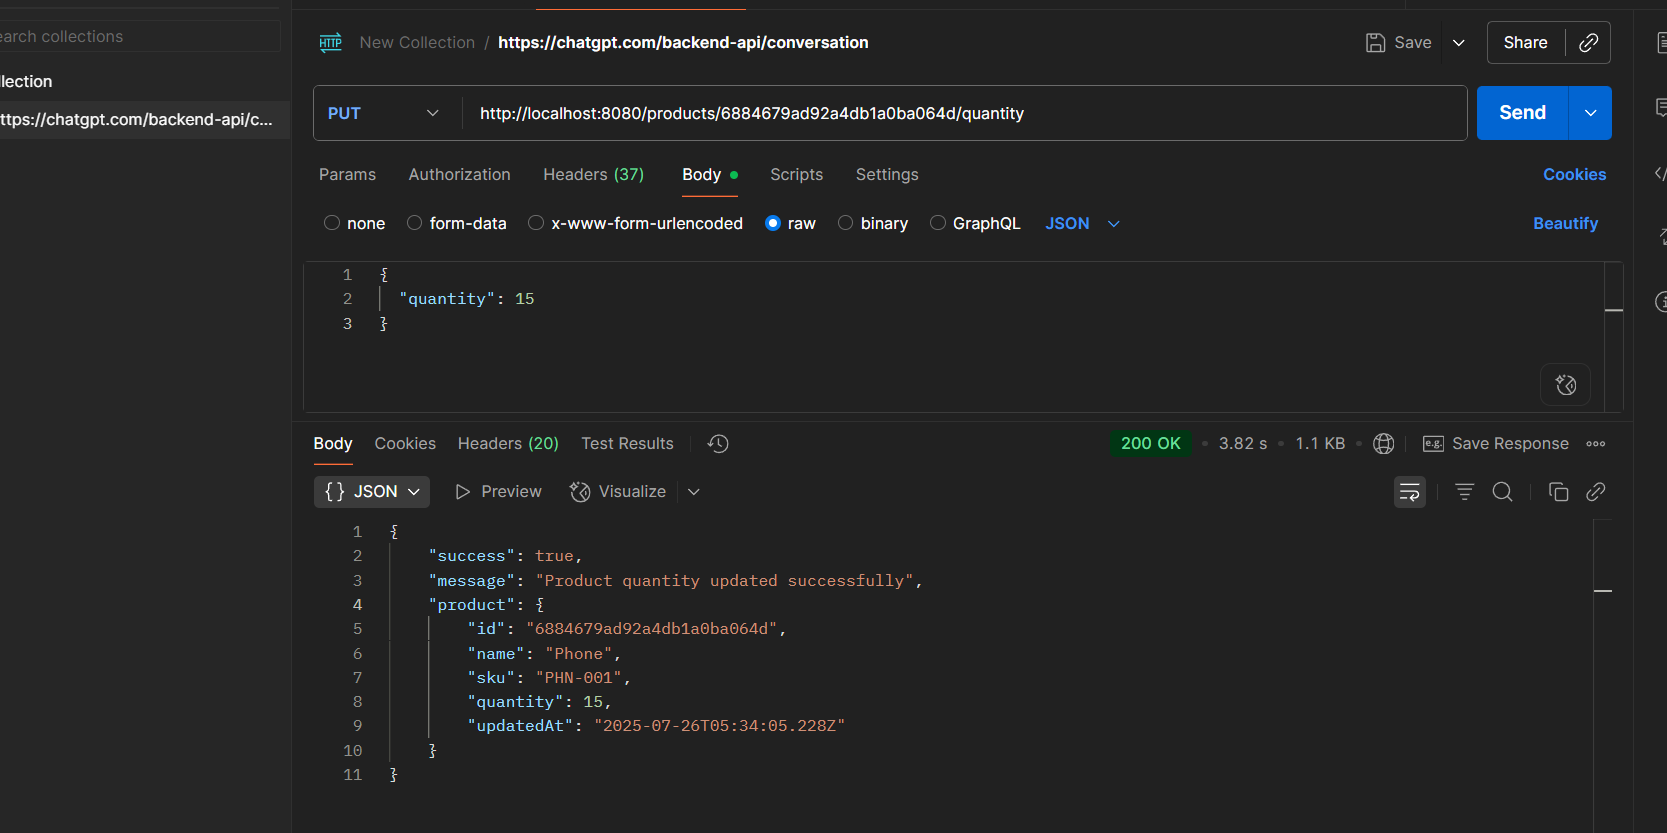 earch collections
llection
ttps://chatgpt.com/backend-api/c...
HTTP New Collection / https://chatgpt.com/backend-api/conversation
Save
Share
PUT http://localhost:8080/products/6884679ad92a4db1a0ba064d/quantity
Send
Params Authorization Headers (37) Body Scripts Settings
Cookies
none form-data x-www-form-urlencoded raw binary GraphQL JSON
Beautify
1 {
2 "quantity": 15
3 }
Body Cookies Headers (20) Test Results
200 OK • 3.82 s • 1.1 KB •
e.g. Save Response
{} JSON Preview Visualize
1 {
2 "success": true,
3 "message": "Product quantity updated successfully",
4 "product": {
5 "id": "6884679ad92a4db1a0ba064d",
6 "name": "Phone",
7 "sku": "PHN-001",
8 "quantity": 15,
9 "updatedAt": "2025-07-26T05:34:05.228Z"
10 }
11 }